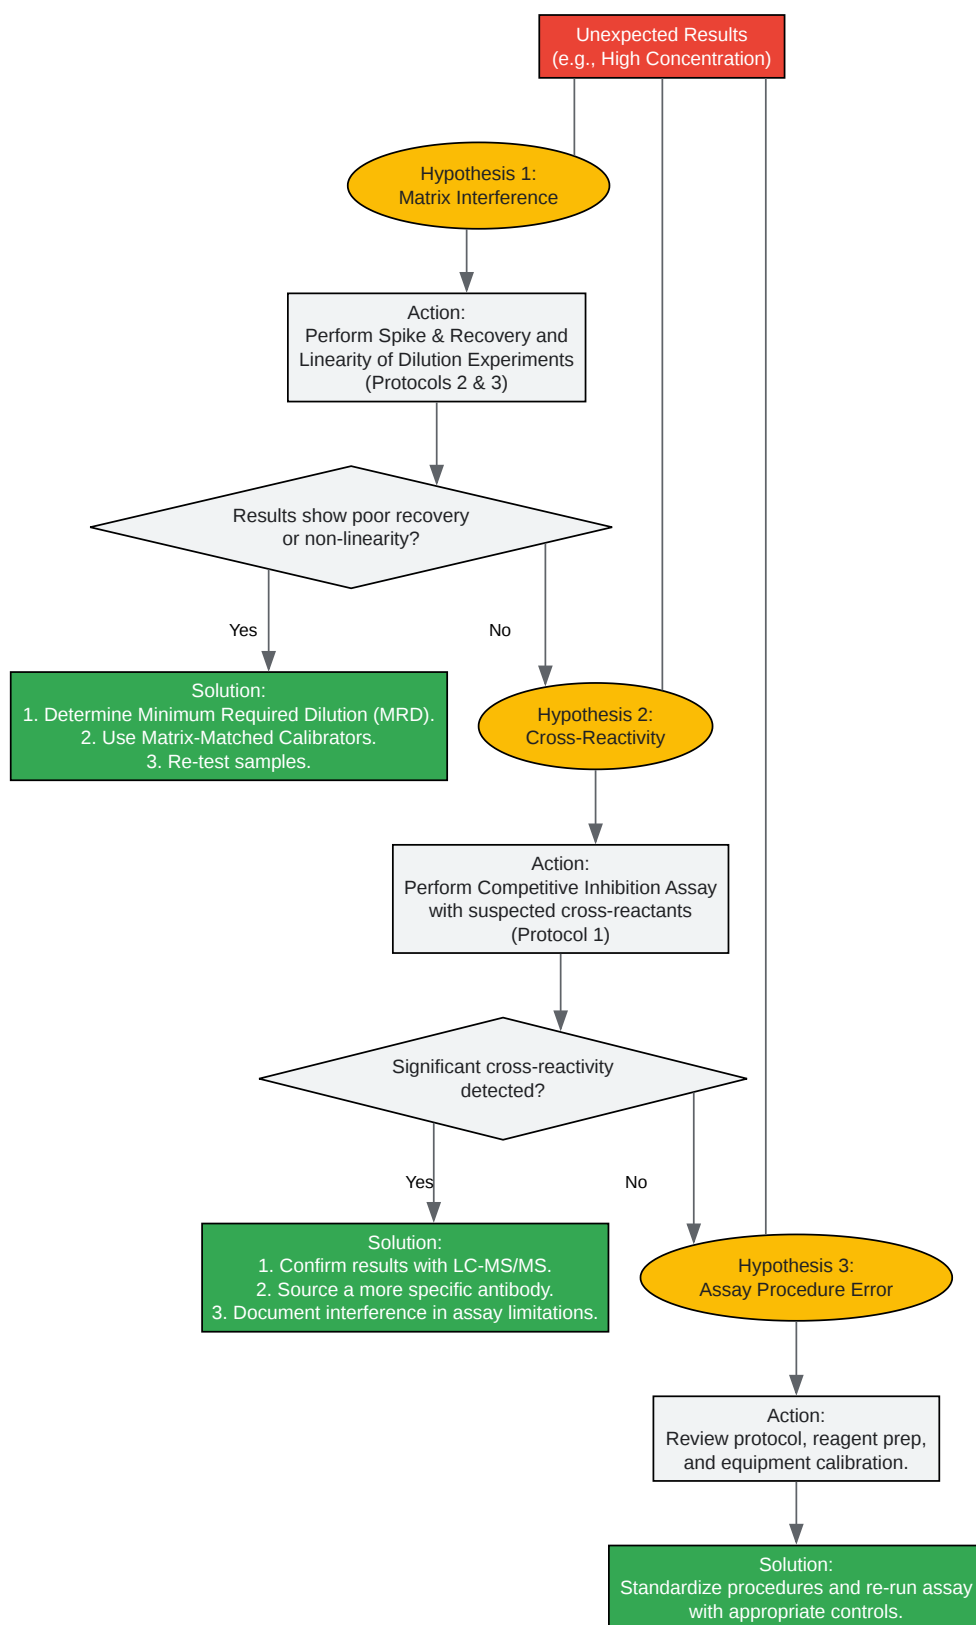 Unexpected Results
(e.g., High Concentration)
Hypothesis 1:
Matrix Interference
Action:
Perform Spike & Recovery and
Linearity of Dilution Experiments
(Protocols 2 & 3)
Results show poor recovery
or non-linearity?
Yes
No
Solution:
1. Determine Minimum Required Dilution (MRD).
2. Use Matrix-Matched Calibrators.
3. Re-test samples.
Hypothesis 2:
Cross-Reactivity
Action:
Perform Competitive Inhibition Assay
with suspected cross-reactants
(Protocol 1)
Significant cross-reactivity
detected?
Yes
No
Solution:
1. Confirm results with LC-MS/MS.
2. Source a more specific antibody.
3. Document interference in assay limitations.
Hypothesis 3:
Assay Procedure Error
Action:
Review protocol, reagent prep,
and equipment calibration.
Solution:
Standardize procedures and re-run assay
with appropriate controls.